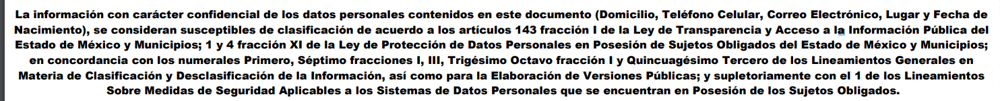 La información con carácter confidencial de los datos personales contenidos en este documento (Domicilio, Teléfono Celular, Correo Electrónico, Lugar y Fecha de
Nacimiento), se consideran susceptibles de clasificación de acuerdo a los artículos 143 fracción I de la Ley de Transparencia y Acceso a la Información Pública del
Estado de México y Municipios; 1 y 4 fracción XI de la Ley de Protección de Datos Personales en Posesión de Sujetos Obligados del Estado de México y Municipios;
en concordancia con los numerales Primero, Séptimo fracciones I, III, Trigésimo Octavo fracción I y Quincuagésimo Tercero de los Lineamientos Generales en
Materia de Clasificación y Desclasificación de la Información, así como para la Elaboración de Versiones Públicas; y supletoriamente con el 1 de los Lineamientos
Sobre Medidas de Seguridad Aplicables a los Sistemas de Datos Personales que se encuentran en Posesión de los Sujetos Obligados.